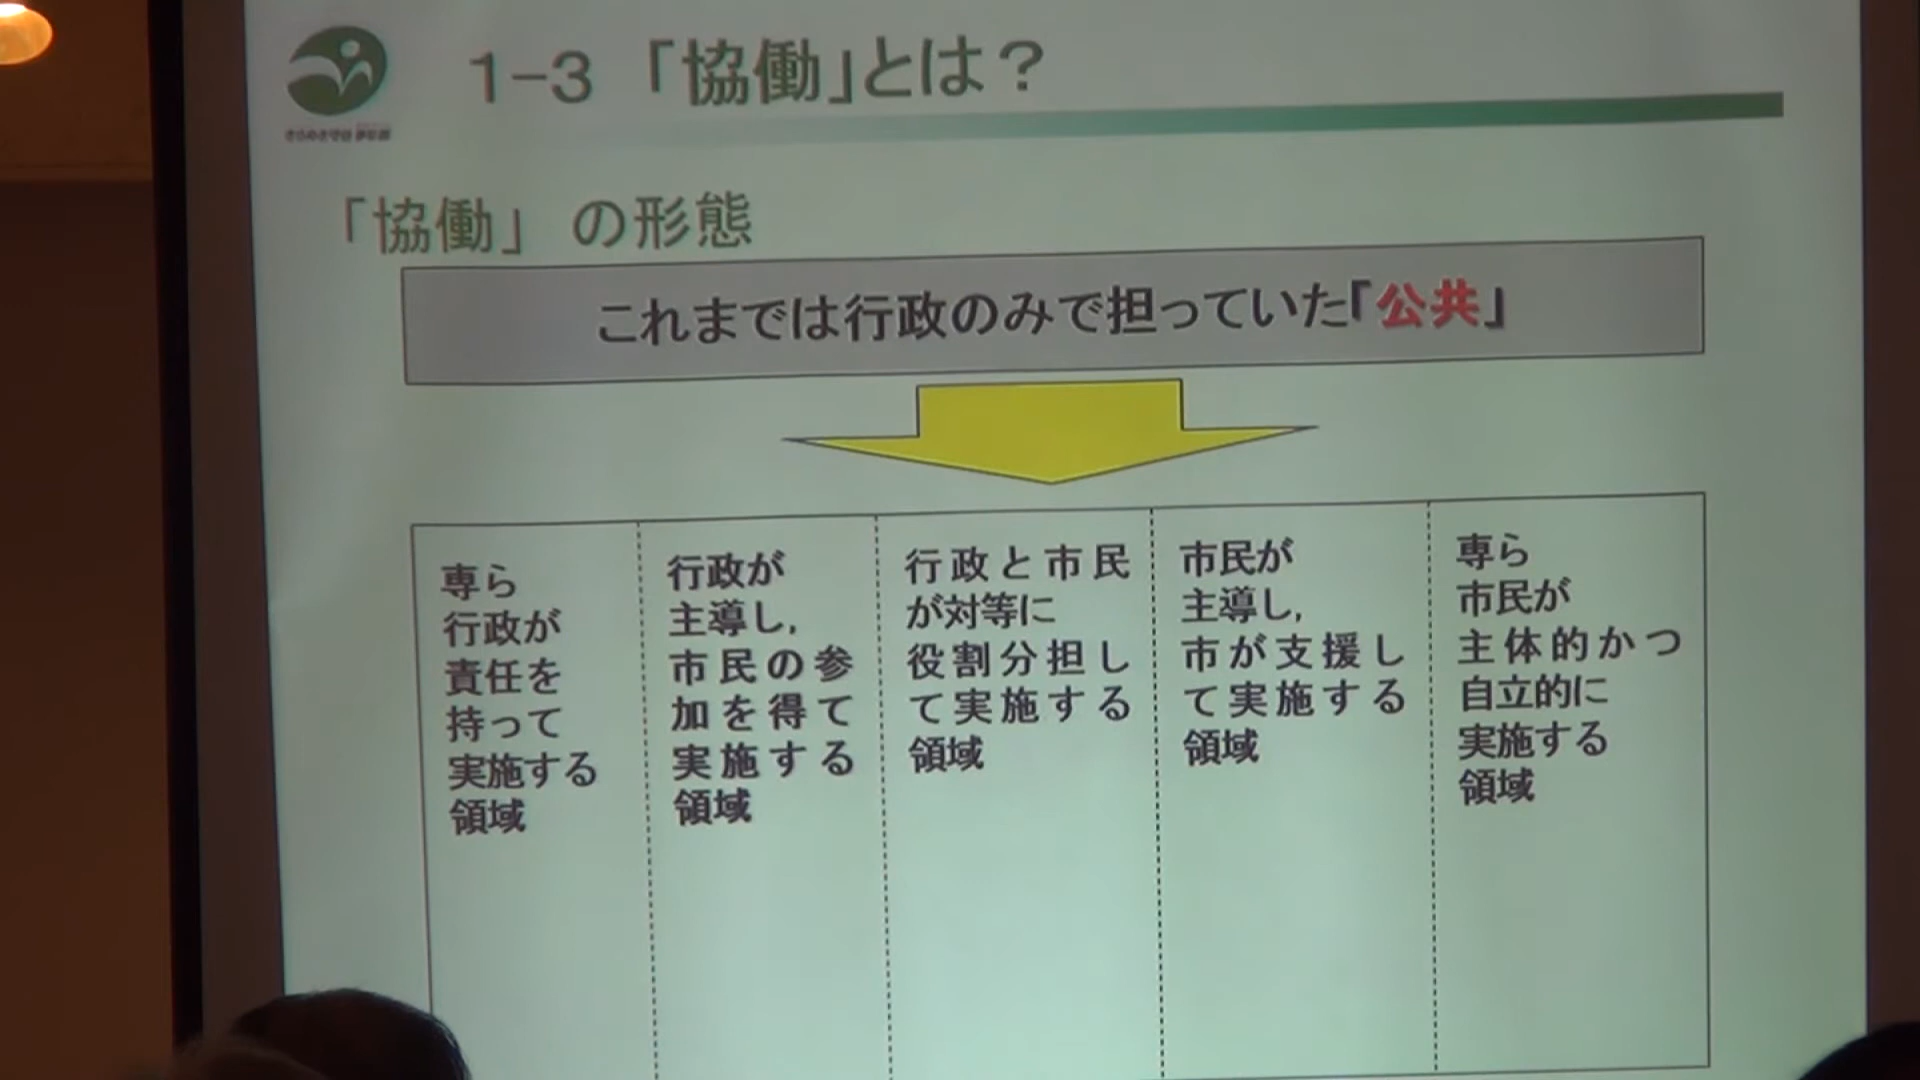 1-3 「協働」とは？
「協働」の形態
これまでは行政のみで担っていた「公共」
専ら
行政が
責任を
持って
実施する
領域
行政が
主導し，
市民の参
加を得て
実施する
領域
行政と市民
が対等に
役割分担し
て実施する
領域
市民が
主導し，
市が支援し
て実施する
領域
専ら
市民が
主体的かつ
自立的に
実施する
領域